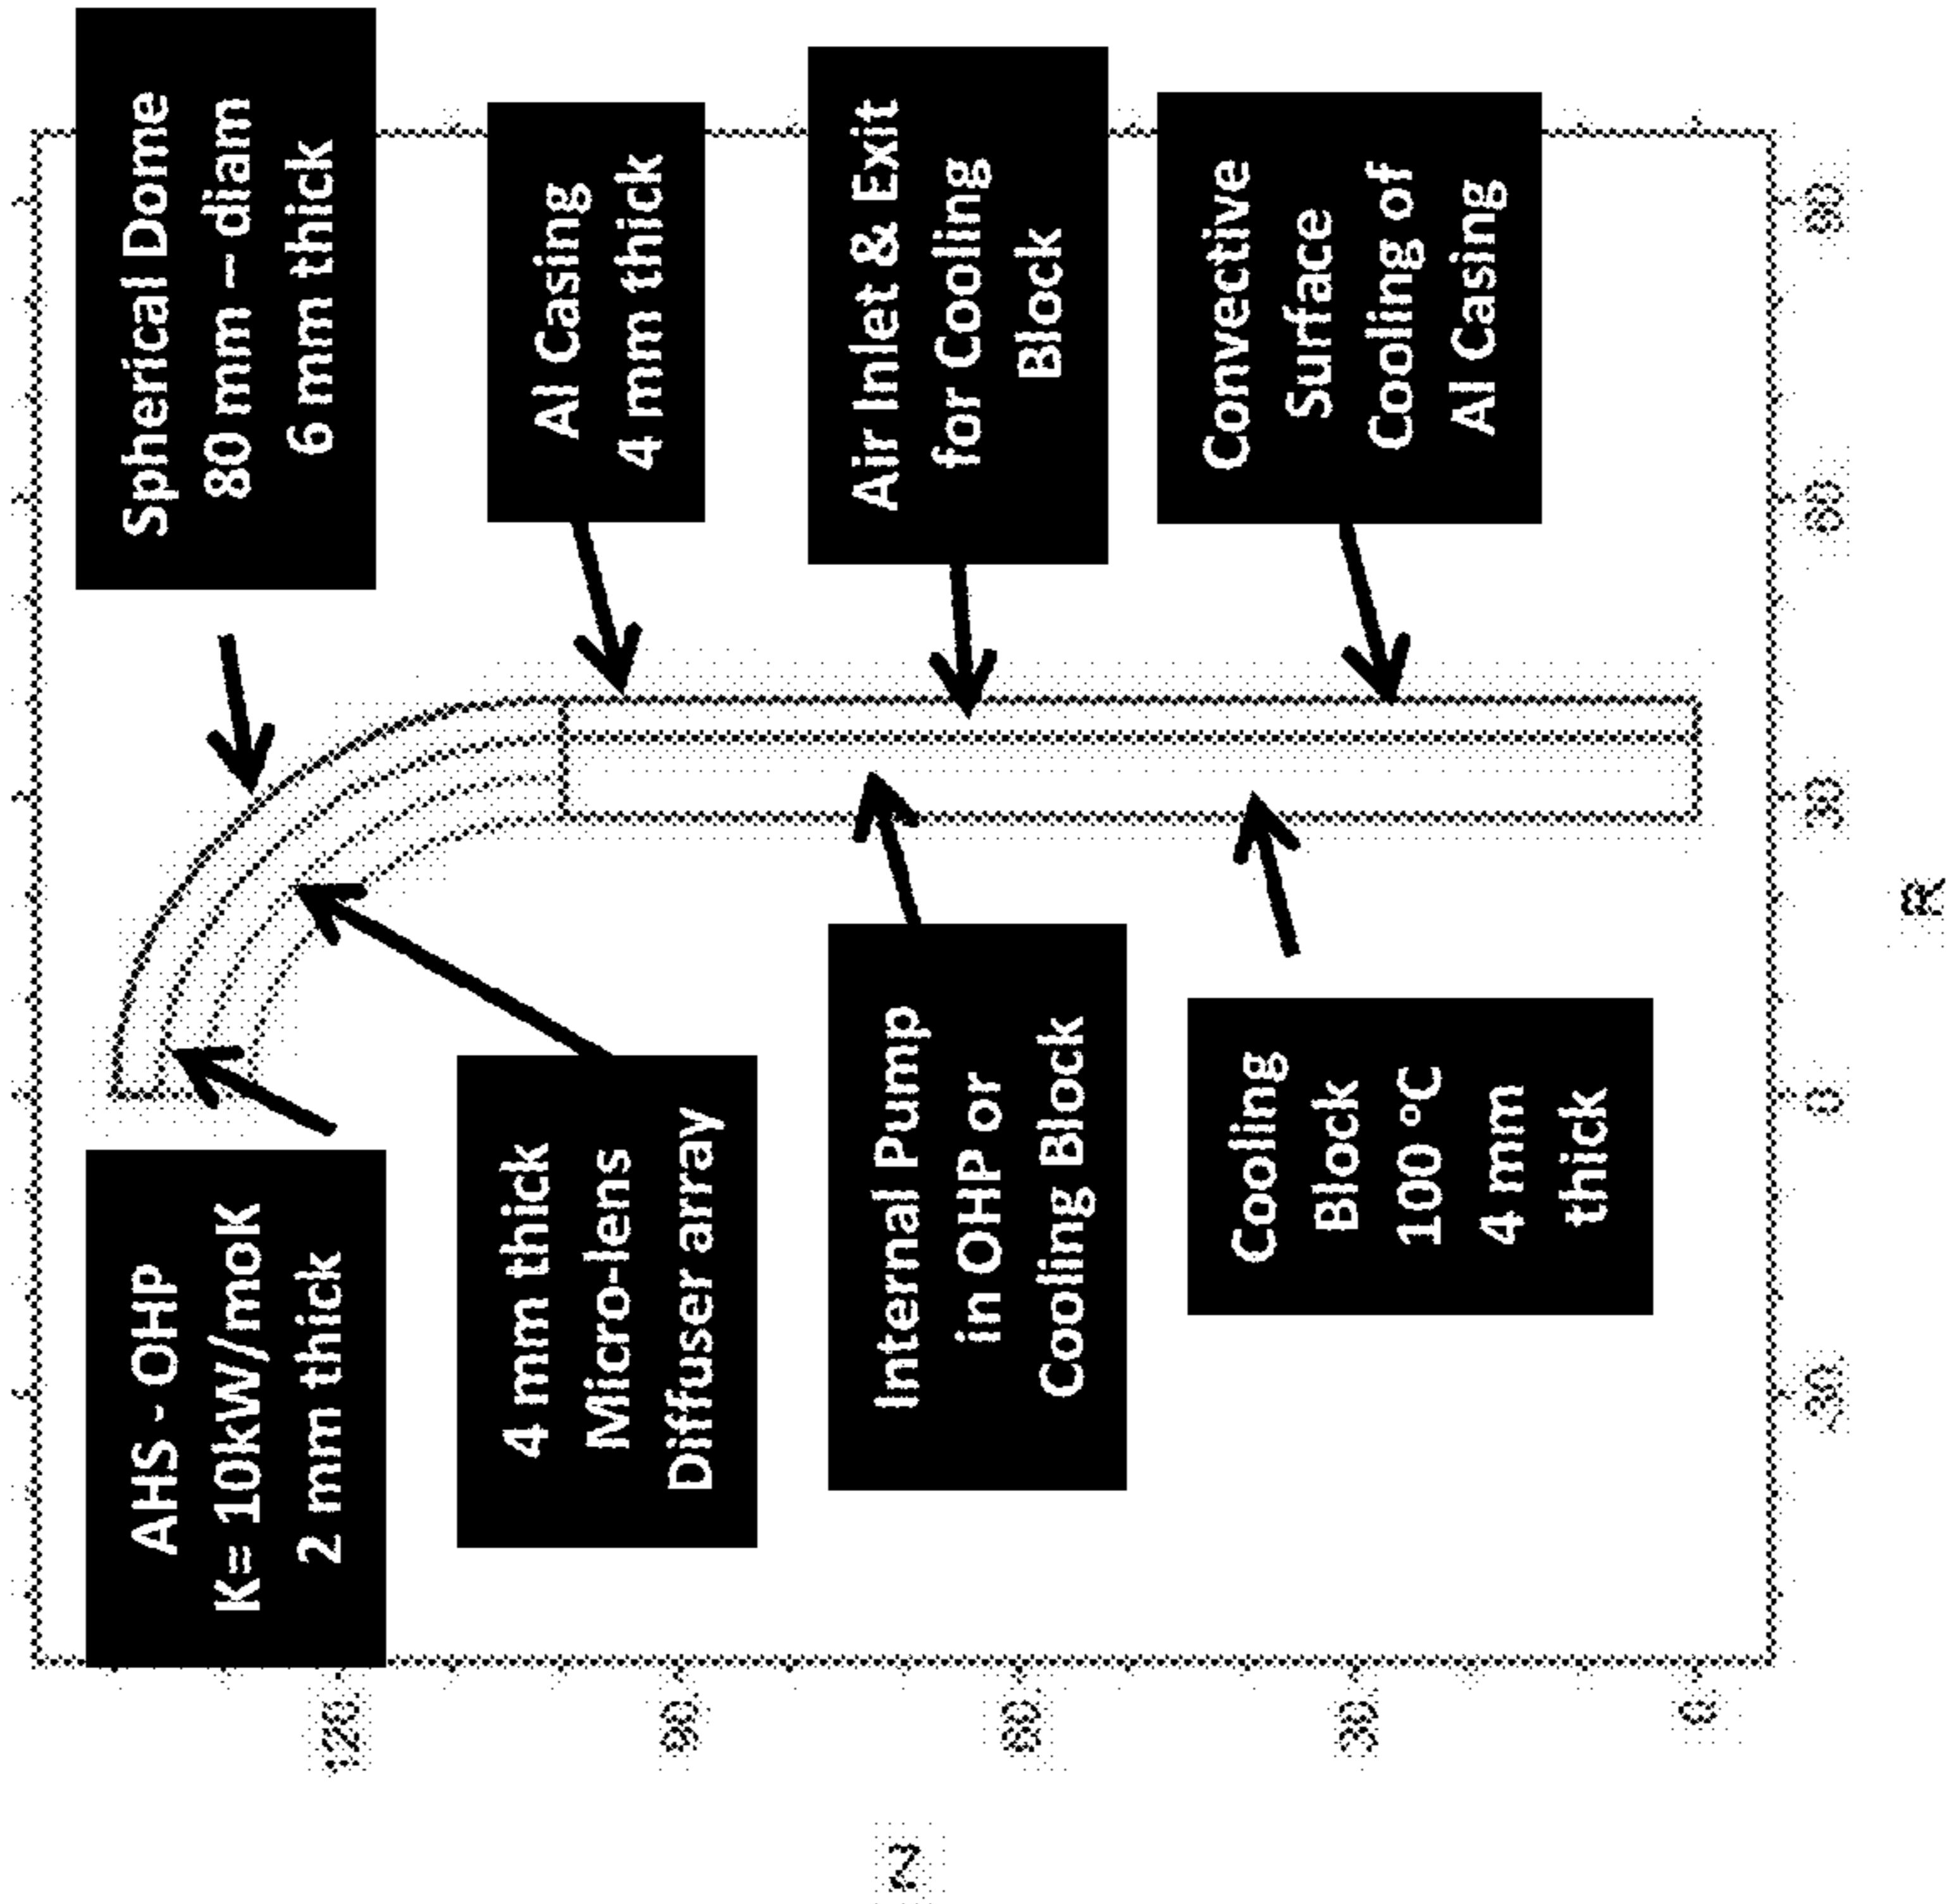 AHS - OHP
K= 10kW/moK
2 mm thick
Spherical Dome
80 mm – diam
6 mm thick
4 mm thick
Micro-lens
Diffuser array
Al Casing
4 mm thick
Internal Pump
in OHP or
Cooling Block
Air Inlet & Exit
for Cooling
Block
Cooling
Block
100 °C
4 mm
thick
Convective
Surface
Cooling of
Al Casing
Z
120
90
60
30
0
-30
0
30
60
90
R